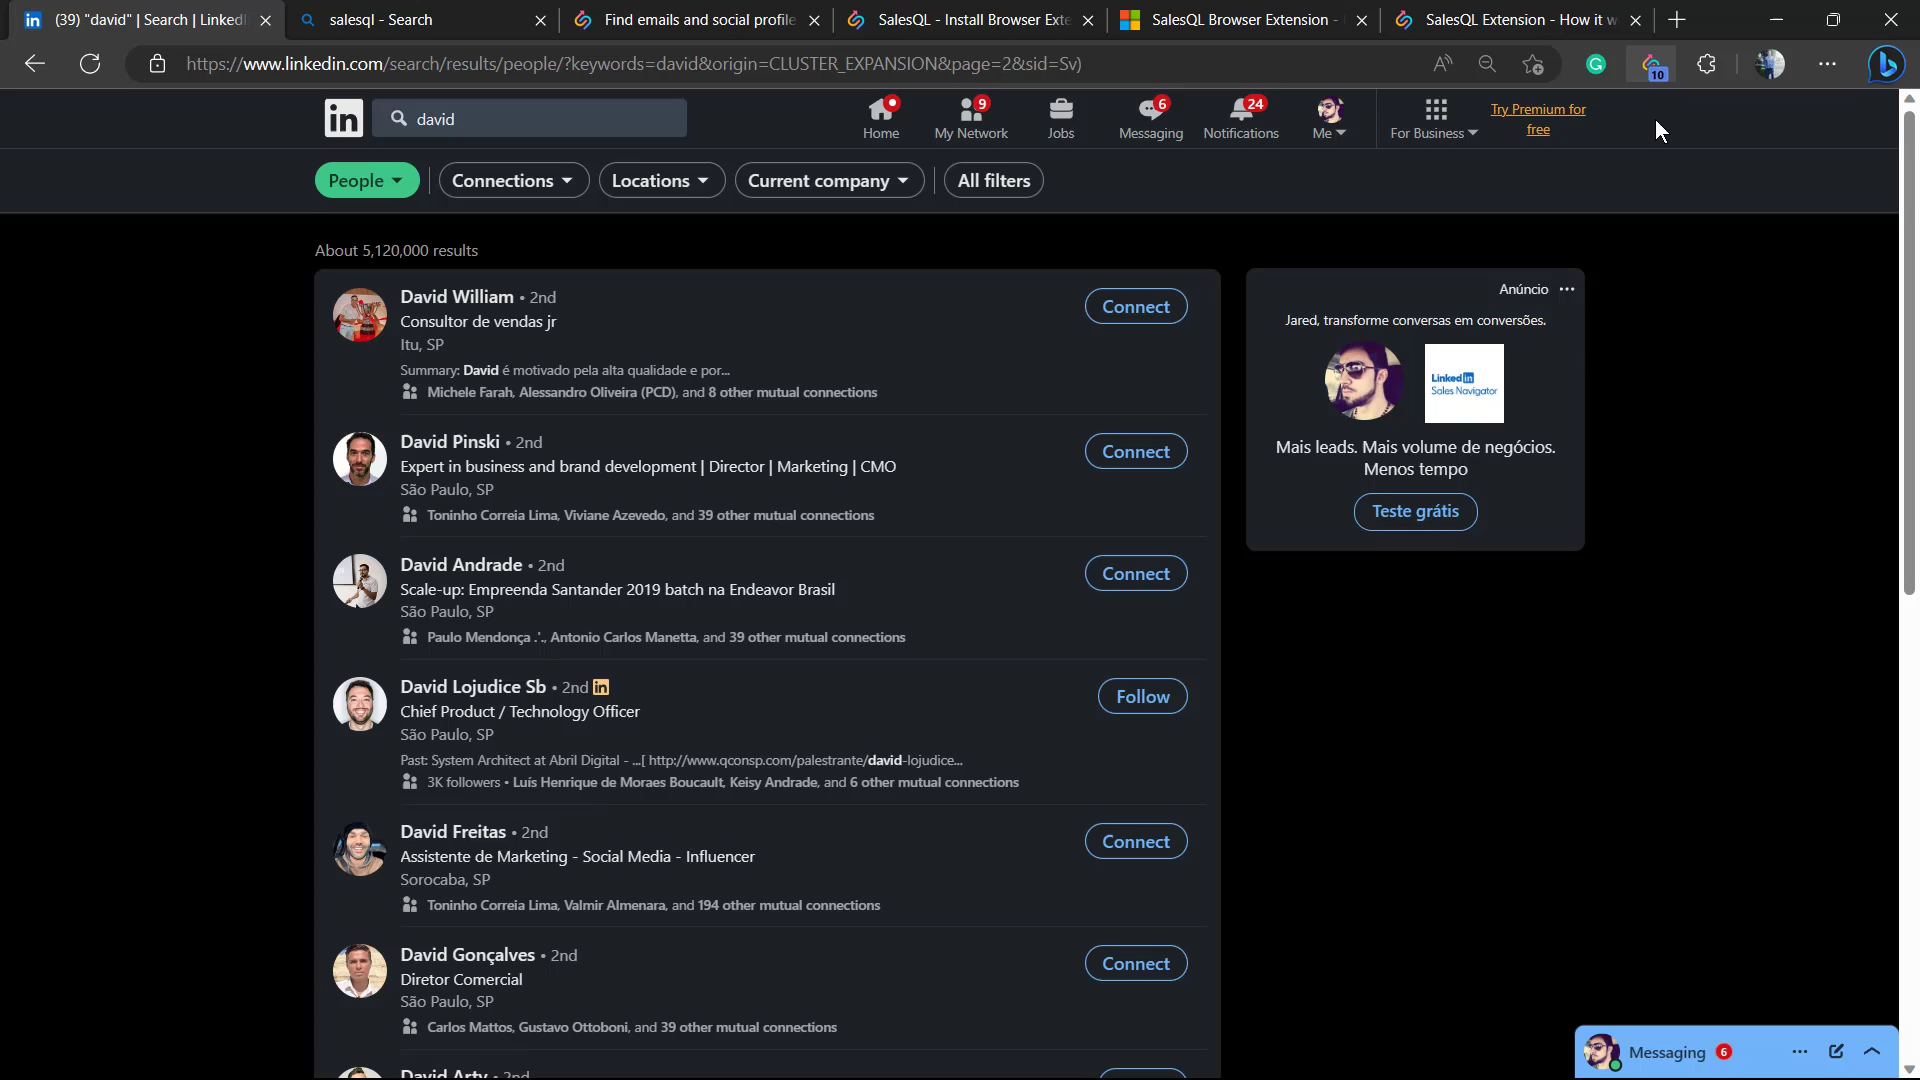 (39) "david" | Search | LinkedI
salesql - Search
Find emails and social profile
SalesQL - Install Browser Exte
SalesQL Browser Extension -
SalesQL Extension - How it w
https://www.linkedin.com/search/results/people/?keywords=david&origin=CLUSTER_EXPANSION&page=2&sid=Sv)
10
in
david
Home
9
My Network
Jobs
6
Messaging
24
Notifications
Me
For Business
Try Premium for
free
People
Connections
Locations
Current company
All filters
About 5,120,000 results
David William • 2nd
Consultor de vendas jr
Itu, SP
Summary: David é motivado pela alta qualidade e por...
Michele Farah, Alessandro Oliveira (PCD), and 8 other mutual connections
Connect
David Pinski • 2nd
Expert in business and brand development | Director | Marketing | CMO
São Paulo, SP
Toninho Correia Lima, Viviane Azevedo, and 39 other mutual connections
Connect
David Andrade • 2nd
Scale-up: Empreenda Santander 2019 batch na Endeavor Brasil
São Paulo, SP
Paulo Mendonça .'., Antonio Carlos Manetta, and 39 other mutual connections
Connect
David Lojudice Sb • 2nd in
Chief Product / Technology Officer
São Paulo, SP
Past: System Architect at Abril Digital - ...[ http://www.qconsp.com/palestrante/david-lojudice...
3K followers • Luís Henrique de Moraes Boucault, Keisy Andrade, and 6 other mutual connections
Follow
David Freitas • 2nd
Assistente de Marketing - Social Media - Influencer
Sorocaba, SP
Toninho Correia Lima, Valmir Almenara, and 194 other mutual connections
Connect
David Gonçalves • 2nd
Diretor Comercial
São Paulo, SP
Carlos Mattos, Gustavo Ottoboni, and 39 other mutual connections
Connect
David Arty • 2nd
Anúncio
Jared, transforme conversas em conversões.
Linked in
Sales Navigator
Mais leads. Mais volume de negócios.
Menos tempo
Teste grátis
Messaging 6